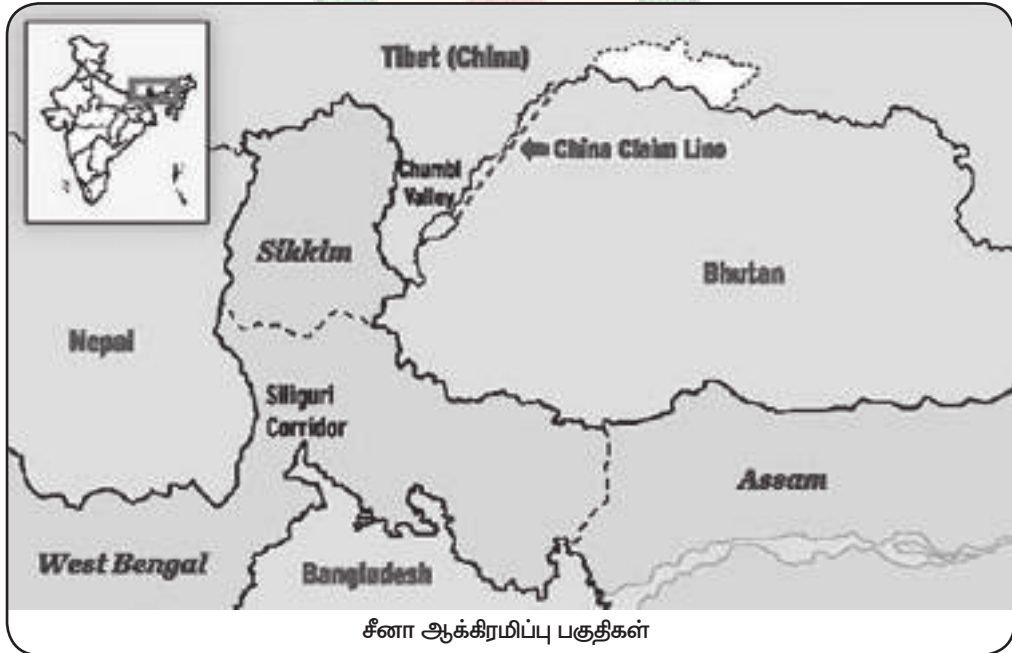 Tibet (China)
China Claim Line
Chumbi
Valley
Sikkim
Bhutan
Nepal
Siliguri
Corridor
Assam
West Bengal
Bangladesh
சீனா ஆக்கிரமிப்பு பகுதிகள்